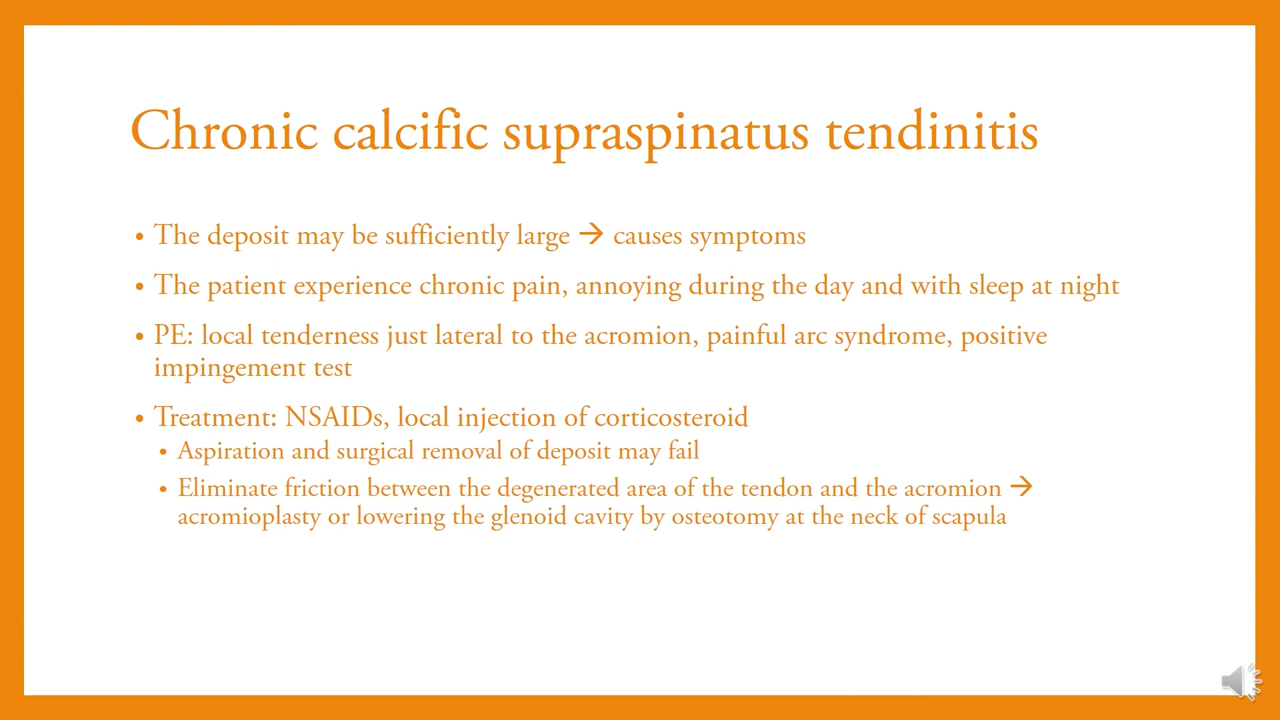 Chronic calcific supraspinatus tendinitis
• The deposit may be sufficiently large → causes symptoms
• The patient experience chronic pain, annoying during the day and with sleep at night
• PE: local tenderness just lateral to the acromion, painful arc syndrome, positive
impingement test
• Treatment: NSAIDs, local injection of corticosteroid
• Aspiration and surgical removal of deposit may fail
• Eliminate friction between the degenerated area of the tendon and the acromion →
acromioplasty or lowering the glenoid cavity by osteotomy at the neck of scapula